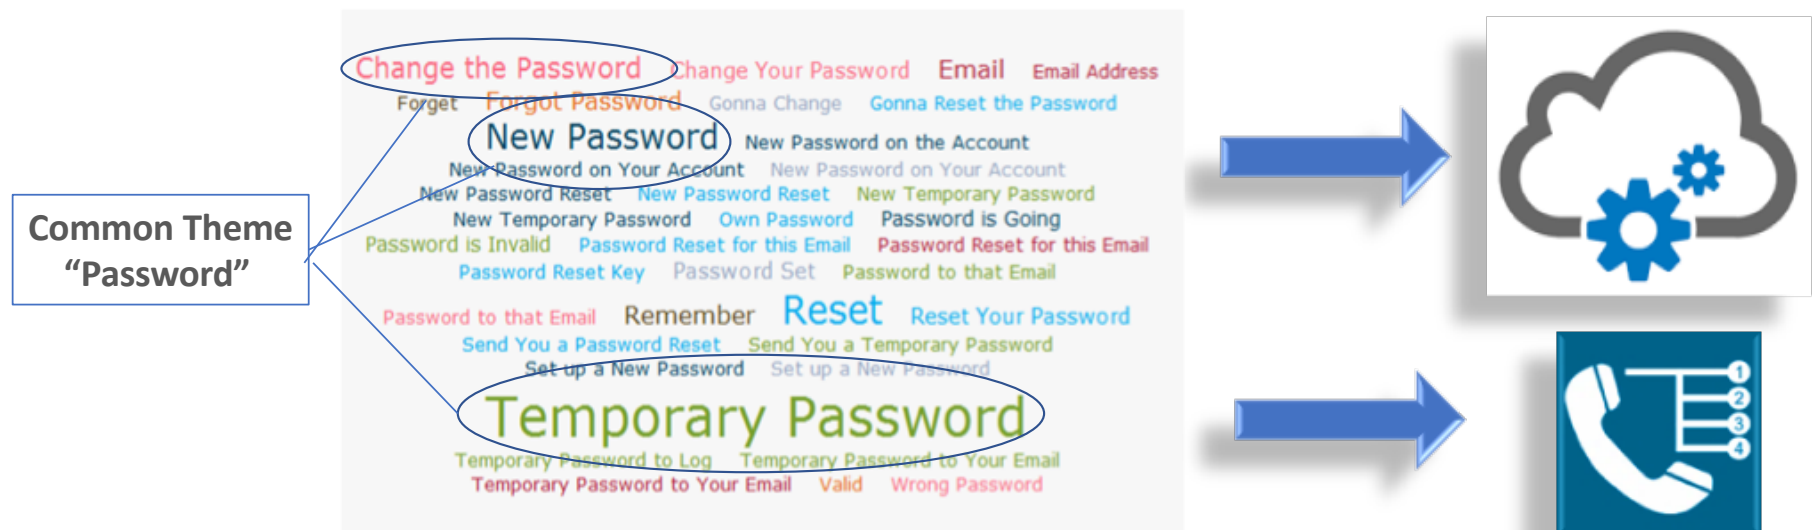 Change the Password Change Your Password Email Email Address
Forget Forgot Password Gonna Change Gonna Reset the Password
New Password New Password on the Account
New Password on Your Account New Password on Your Account
New Password Reset New Password Reset New Temporary Password
New Temporary Password Own Password Password is Going
Common Theme
“Password”
Password is Invalid Password Reset for this Email Password Reset for this Email
Password Reset Key Password Set Password to that Email
Password to that Email Remember Reset Reset Your Password
Send You a Password Reset Send You a Temporary Password
Set up a New Password Set up a New Password
Temporary Password
Temporary Password to Log Temporary Password to Your Email
Temporary Password to Your Email Valid Wrong Password
1
2
3
4